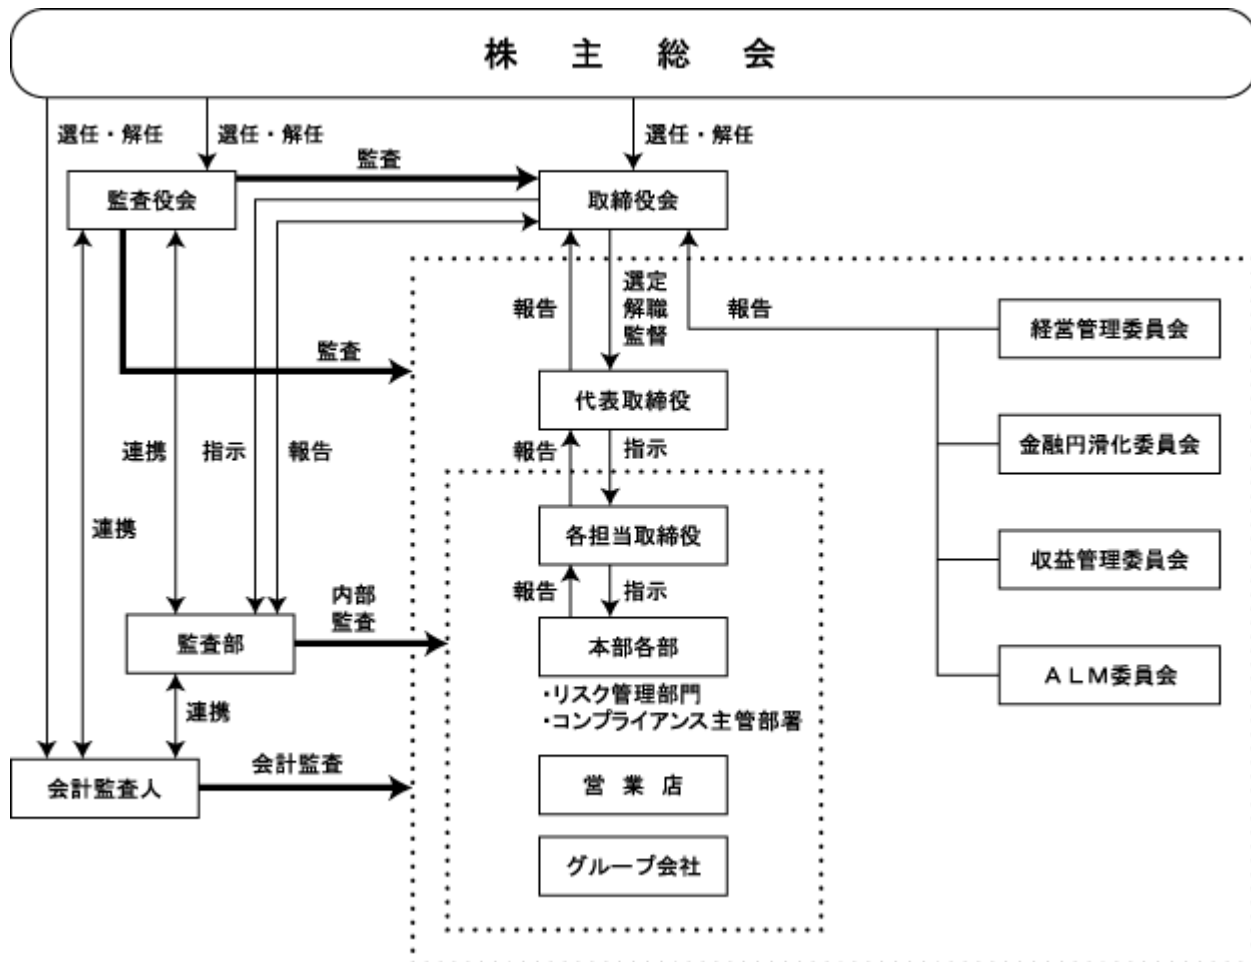 株 主 総 会
選任・解任
選任・解任
選任・解任
監査
監査役会
取締役会
報告
選定
解職
監督
報告
経営管理委員会
監査
代表取締役
連携
指示
報告
報告
指示
金融円滑化委員会
連携
各担当取締役
収益管理委員会
内部
監査
報告
指示
監査部
本部各部
・リスク管理部門
・コンプライアンス主管部署
ALM委員会
連携
会計監査人
会計監査
営 業 店
グループ会社